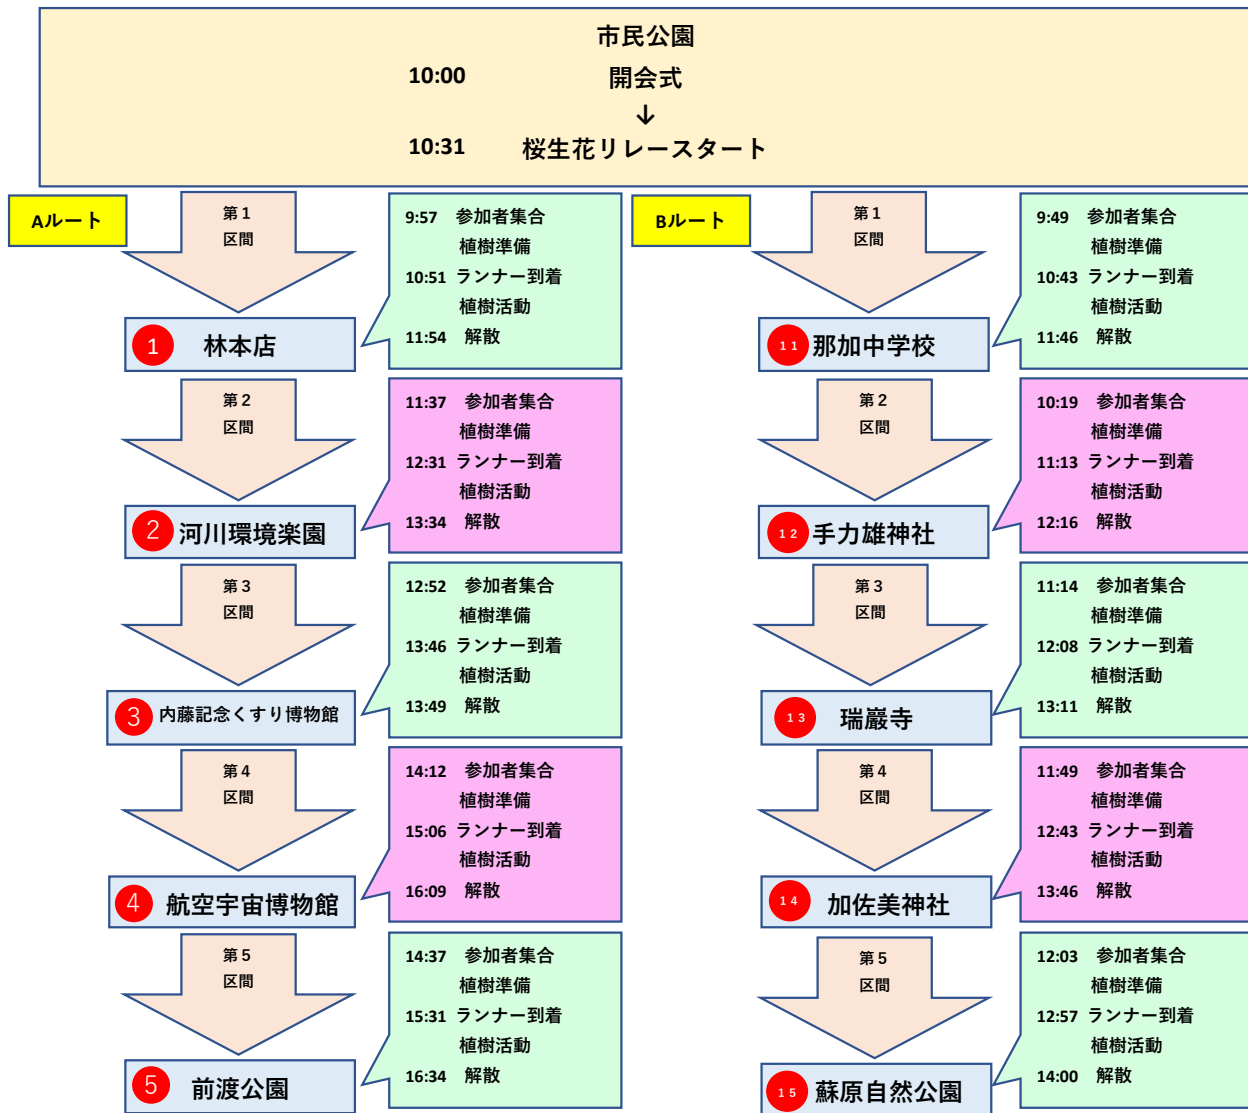 市民公園
10:00 開会式
↓
10:31 桜生花リレースタート
Aルート
第1
区間
9:57 参加者集合
植樹準備
10:51 ランナー到着
植樹活動
11:54 解散
1 林本店
第2
区間
11:37 参加者集合
植樹準備
12:31 ランナー到着
植樹活動
13:34 解散
2 河川環境楽園
第3
区間
12:52 参加者集合
植樹準備
13:46 ランナー到着
植樹活動
13:49 解散
3 内藤記念くすり博物館
第4
区間
14:12 参加者集合
植樹準備
15:06 ランナー到着
植樹活動
16:09 解散
4 航空宇宙博物館
第5
区間
14:37 参加者集合
植樹準備
15:31 ランナー到着
植樹活動
16:34 解散
5 前渡公園
Bルート
第1
区間
9:49 参加者集合
植樹準備
10:43 ランナー到着
植樹活動
11:46 解散
11 那加中学校
第2
区間
10:19 参加者集合
植樹準備
11:13 ランナー到着
植樹活動
12:16 解散
12 手力雄神社
第3
区間
11:14 参加者集合
植樹準備
12:08 ランナー到着
植樹活動
13:11 解散
13 瑞巖寺
第4
区間
11:49 参加者集合
植樹準備
12:43 ランナー到着
植樹活動
13:46 解散
14 加佐美神社
第5
区間
12:03 参加者集合
植樹準備
12:57 ランナー到着
植樹活動
14:00 解散
15 蘇原自然公園